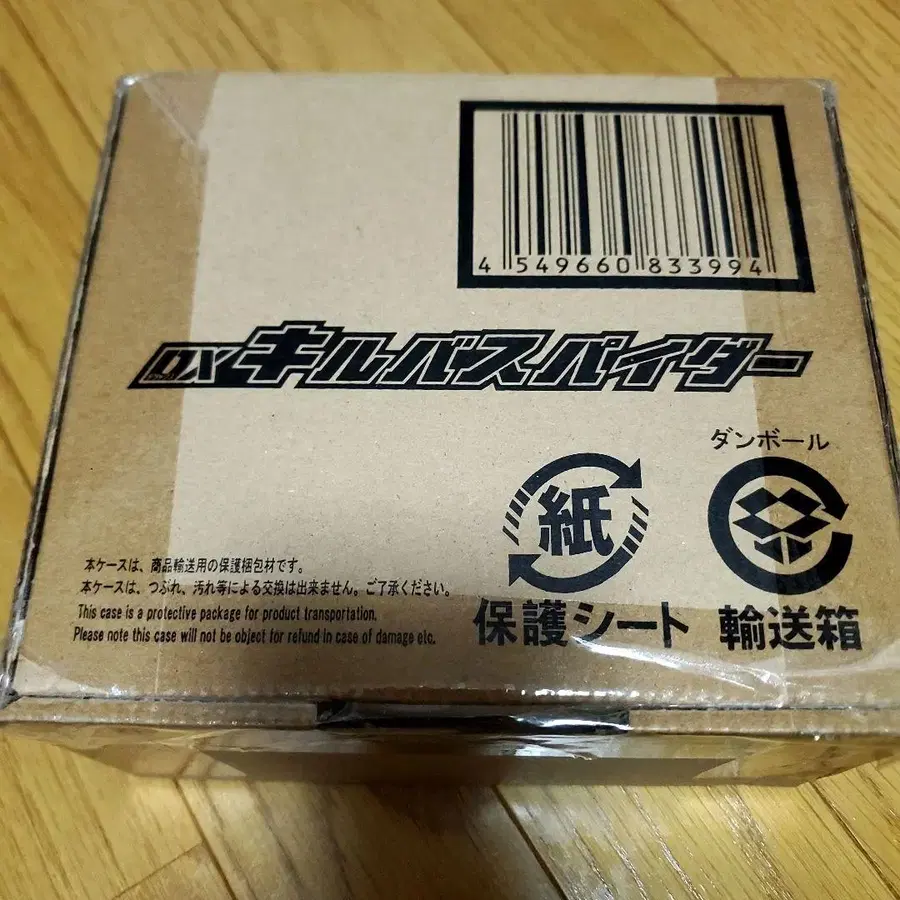 4 549660 833994
DXキルバスパイダー
ダンボール
紙
本ケースは、商品輸送用の保護梱包材です。
本ケースは、つぶれ、汚れ等による交換は出来ません。ご了承ください。
This case is a protective package for product transportation.
Please note this case will not be object for refund in case of damage etc.
保護シート
輸送箱